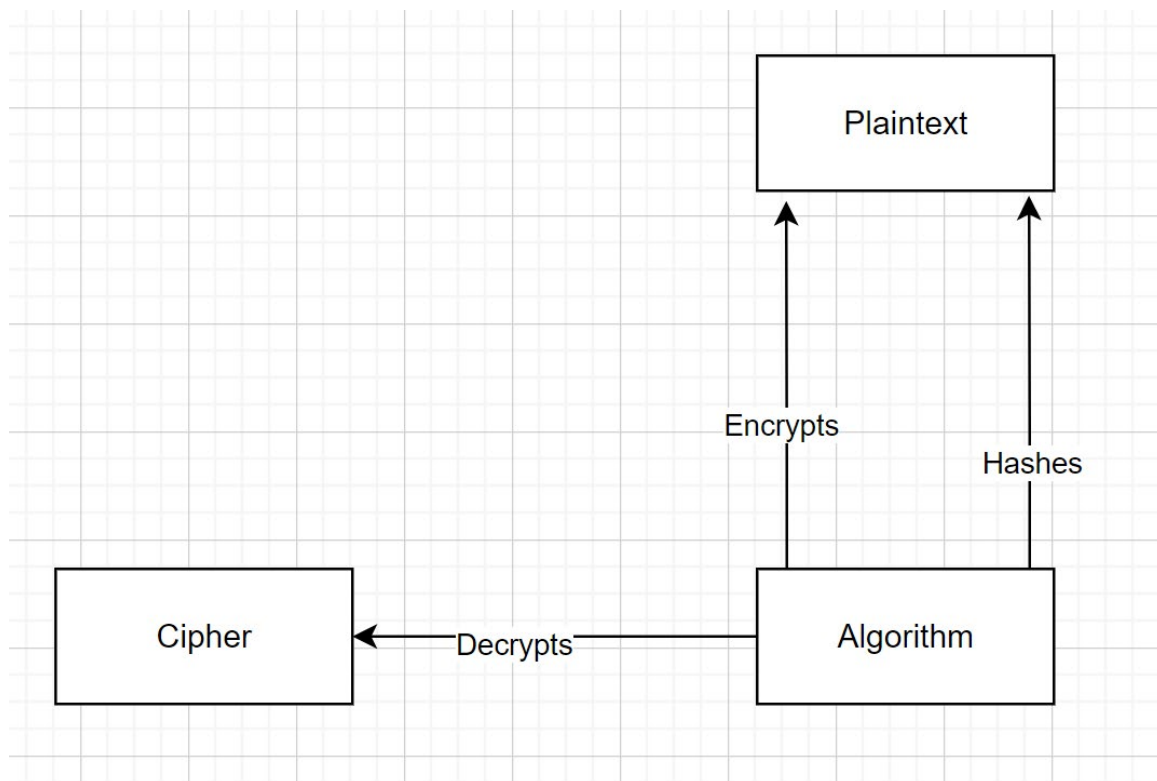 Plaintext
Encrypts
Hashes
Cipher
Decrypts
Algorithm